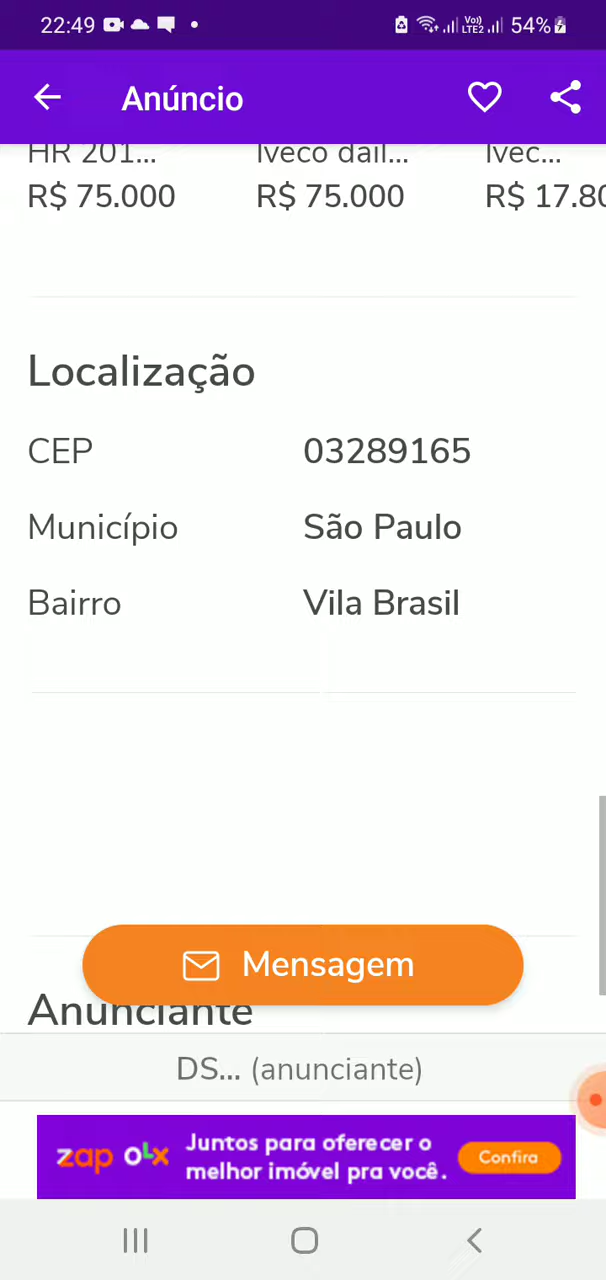 22:49 Vo)) LTE2 54%
Anúncio
HR 201... Iveco dail... Ivec...
R$ 75.000 R$ 75.000 R$ 17.80
Localização
CEP 03289165
Município São Paulo
Bairro Vila Brasil
Mensagem
Anunciante
DS... (anunciante)
zap OLX Juntos para oferecer o
melhor imóvel pra você. Confira